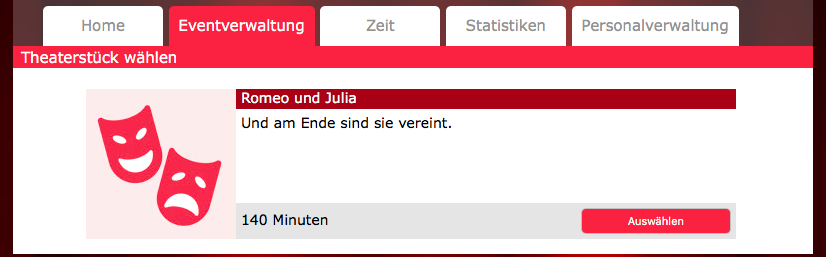 Home
Eventverwaltung
Zeit
Statistiken
Personalverwaltung
Theaterstück wählen
Romeo und Julia
Und am Ende sind sie vereint.
140 Minuten
Auswählen